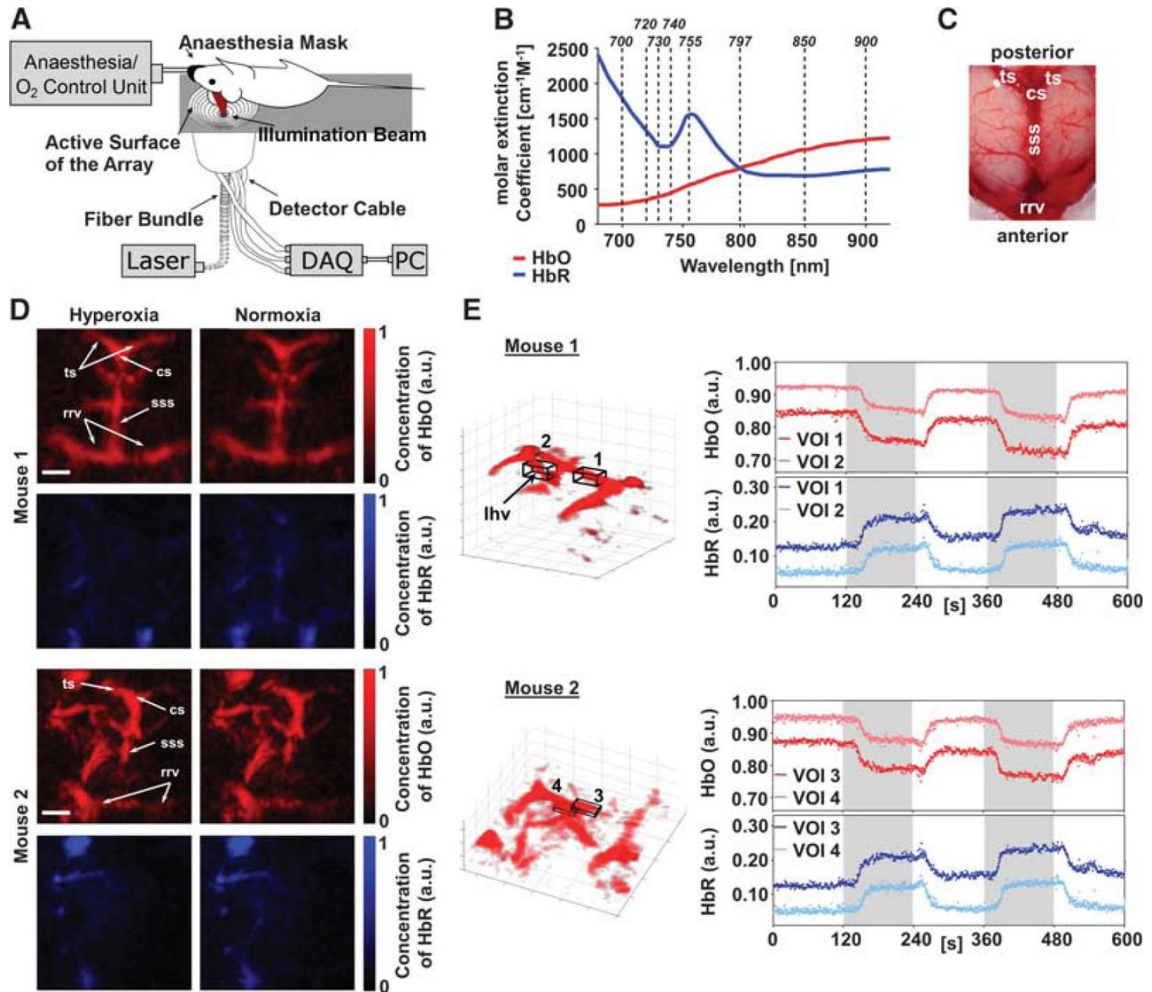 A
Anaesthesia/
O2 Control Unit
Anaesthesia Mask
Active Surface
of the Array
Illumination Beam
Fiber Bundle
Detector Cable
Laser
DAQ
PC
B
molar extinction
Coefficient [cm-1M-1]
2500
2000
1500
1000
500
0
720 740
700 730 755 797 850 900
700 750 800 850 900
Wavelength [nm]
HbO
HbR
C
posterior
ts ts
cs
sss
rrv
anterior
D
Hyperoxia Normoxia
Mouse 1
ts
cs
sss
rrv
1
0
Concentration
of HbO (a.u.)
1
0
Concentration
of HbR (a.u.)
Mouse 2
ts
cs
sss
rrv
1
0
Concentration
of HbO (a.u.)
1
0
Concentration
of HbR (a.u.)
E
Mouse 1
2
1
lhv
HbO (a.u.)
1.00
0.90
0.80
0.70
VOI 1
VOI 2
HbR (a.u.)
0.30
0.20
0.10
VOI 1
VOI 2
0 120 240 360 480 600
[s]
Mouse 2
4 3
HbO (a.u.)
1.00
0.90
0.80
0.70
VOI 3
VOI 4
HbR (a.u.)
0.30
0.20
0.10
VOI 3
VOI 4
0 120 240 360 480 600
[s]